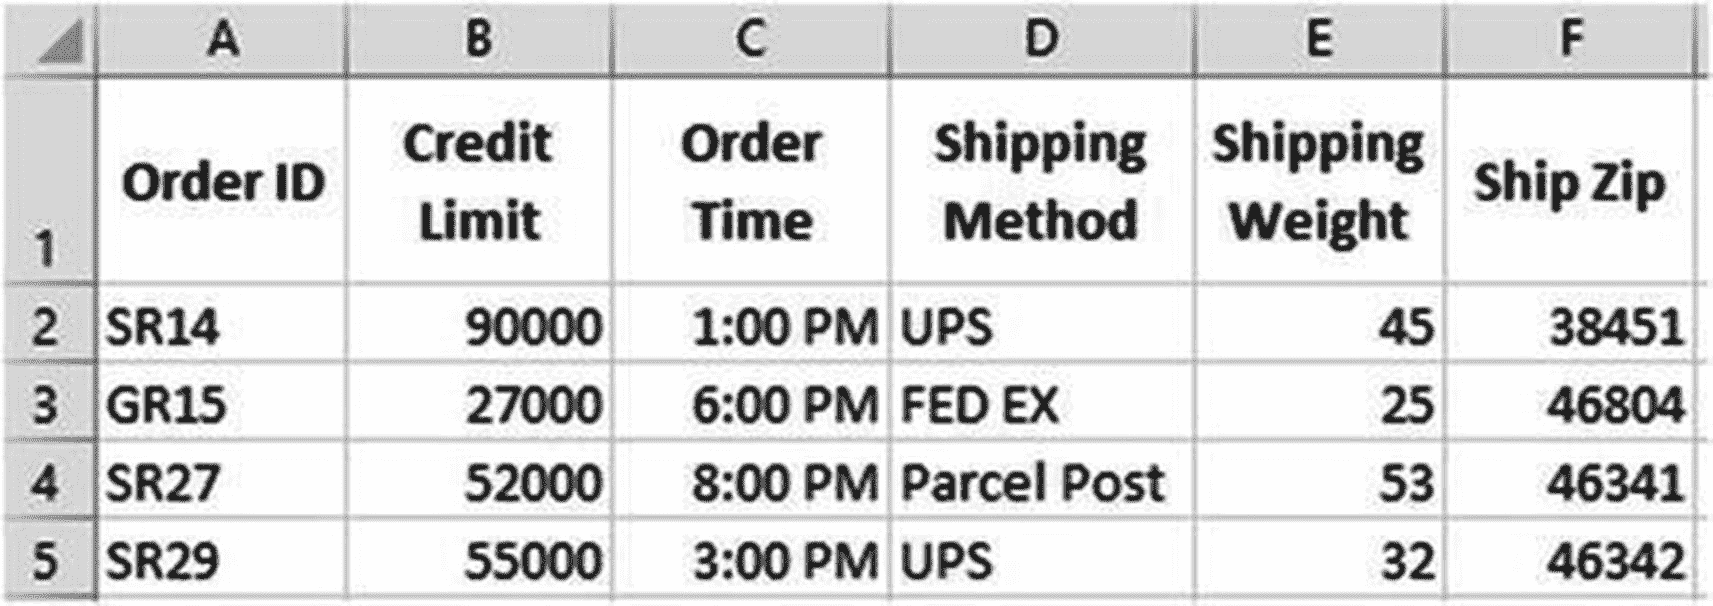 A B C D E F
1 Order ID Credit Limit Order Time Shipping Method Shipping Weight Ship Zip
2 SR14 90000 1:00 PM UPS 45 38451
3 GR15 27000 6:00 PM FED EX 25 46804
4 SR27 52000 8:00 PM Parcel Post 53 46341
5 SR29 55000 3:00 PM UPS 32 46342